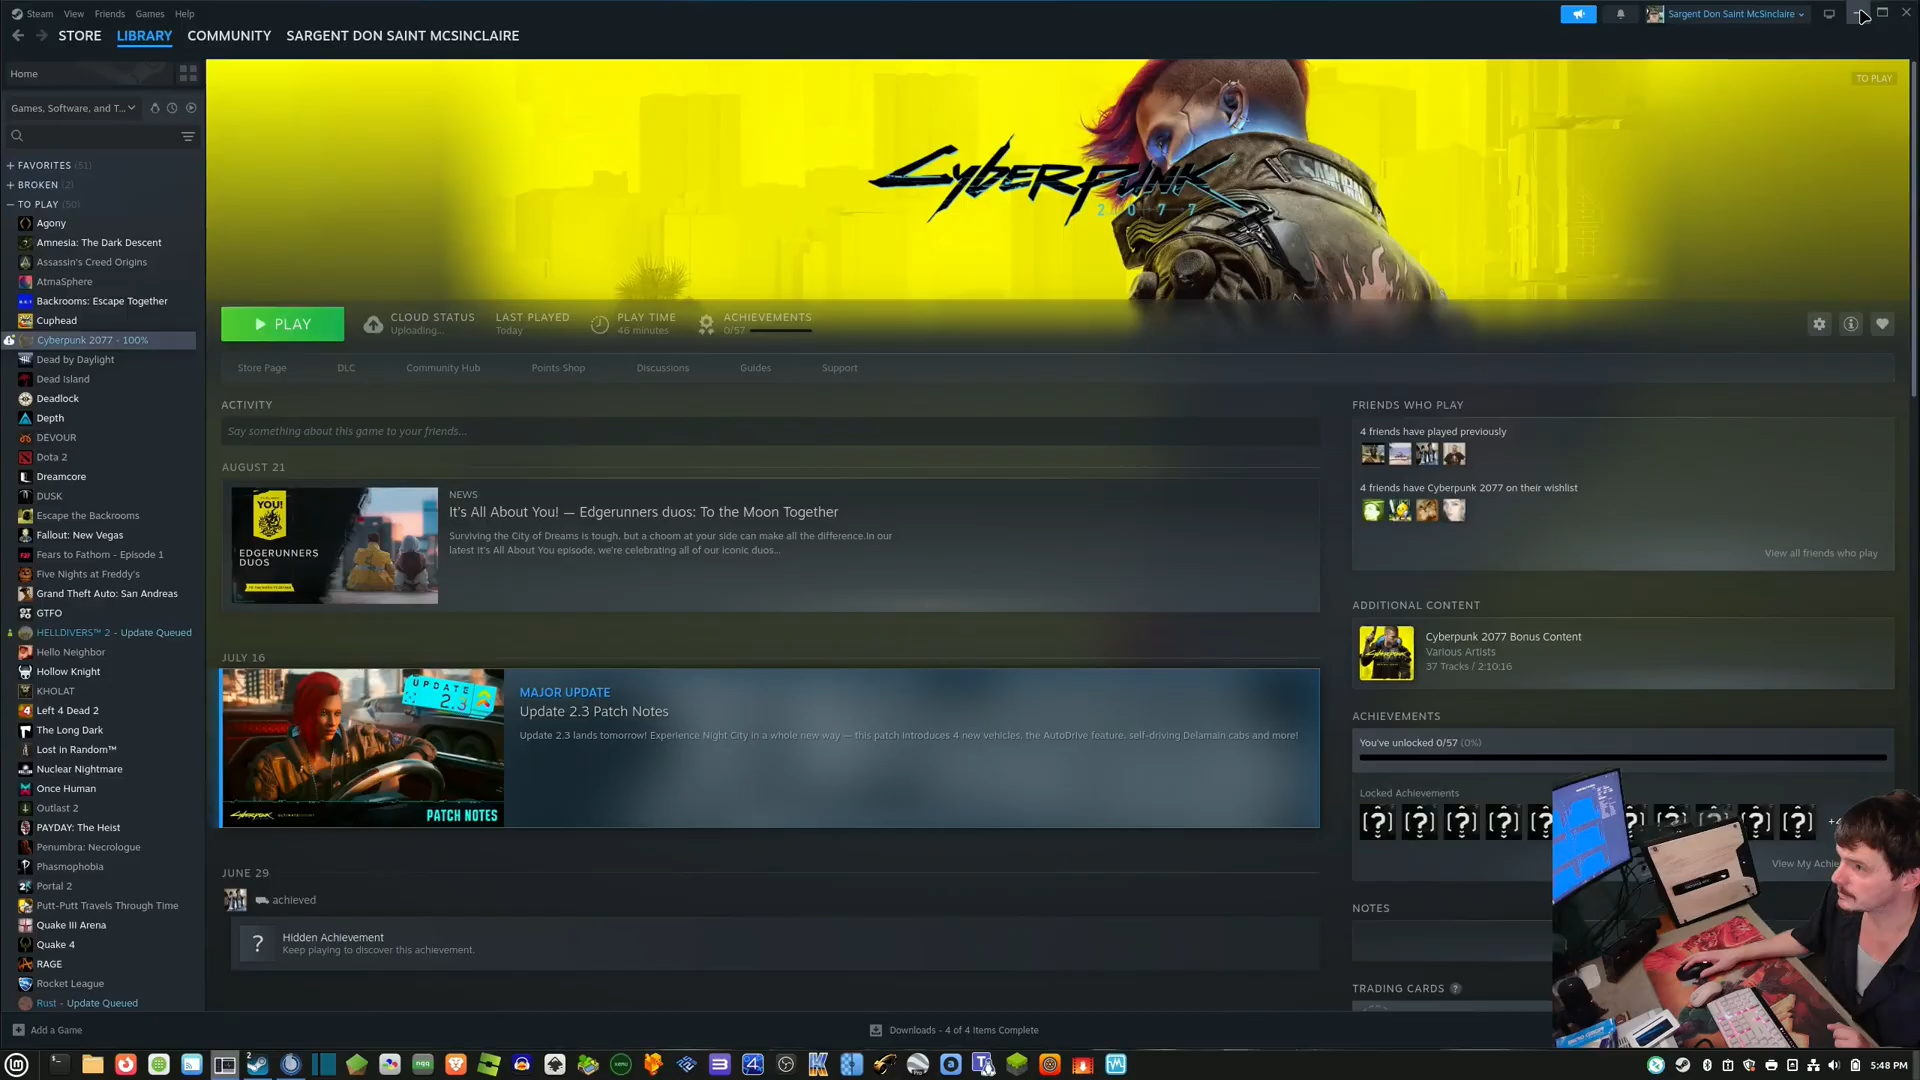 Steam View Friends Games Help
Sargent Don Saint McSinclaire
STORE LIBRARY COMMUNITY SARGENT DON SAINT MCSINCLAIRE
Home
Games, Software, and T...
FAVORITES (51)
BROKEN (2)
TO PLAY (50)
Agony
Amnesia: The Dark Descent
Assassin's Creed Origins
AtmaSphere
Backrooms: Escape Together
Cuphead
Cyberpunk 2077 - 100%
Dead by Daylight
Dead Island
Deadlock
Depth
DEVOUR
Dota 2
Dreamcore
DUSK
Escape the Backrooms
Fallout: New Vegas
Fears to Fathom - Episode 1
Five Nights at Freddy's
Grand Theft Auto: San Andreas
GTFO
HELLDIVERS™ 2 - Update Queued
Hello Neighbor
Hollow Knight
KHOLAT
Left 4 Dead 2
The Long Dark
Lost in Random™
Nuclear Nightmare
Once Human
Outlast 2
PAYDAY: The Heist
Penumbra: Necrologue
Phasmophobia
Portal 2
Putt-Putt Travels Through Time
Quake III Arena
Quake 4
RAGE
Rocket League
Rust - Update Queued
Add a Game
TO PLAY
Cyberpunk
2077
SAMURAI
PLAY
CLOUD STATUS
Uploading...
LAST PLAYED
Today
PLAY TIME
46 minutes
ACHIEVEMENTS
0/57
Store Page DLC Community Hub Points Shop Discussions Guides Support
ACTIVITY
Say something about this game to your friends...
AUGUST 21
YOU!
EDGERUNNERS
DUOS
NEWS
It's All About You! — Edgerunners duos: To the Moon Together
Surviving the City of Dreams is tough, but a choom at your side can make all the difference.In our
latest It's All About You episode, we're celebrating all of our iconic duos...
JULY 16
UPDATE
2.3
Cyberpunk
PATCH NOTES
MAJOR UPDATE
Update 2.3 Patch Notes
Update 2.3 lands tomorrow! Experience Night City in a whole new way — this patch introduces 4 new vehicles, the AutoDrive feature, self-driving Delamain cabs and more!
JUNE 29
achieved
?
Hidden Achievement
Keep playing to discover this achievement.
FRIENDS WHO PLAY
4 friends have played previously
4 friends have Cyberpunk 2077 on their wishlist
View all friends who play
ADDITIONAL CONTENT
Cyberpunk 2077 Bonus Content
Various Artists
37 Tracks / 2:10:16
ACHIEVEMENTS
You've unlocked 0/57 (0%)
Locked Achievements
View My Achie
NOTES
TRADING CARDS ?
Downloads - 4 of 4 Items Complete
5:48 PM